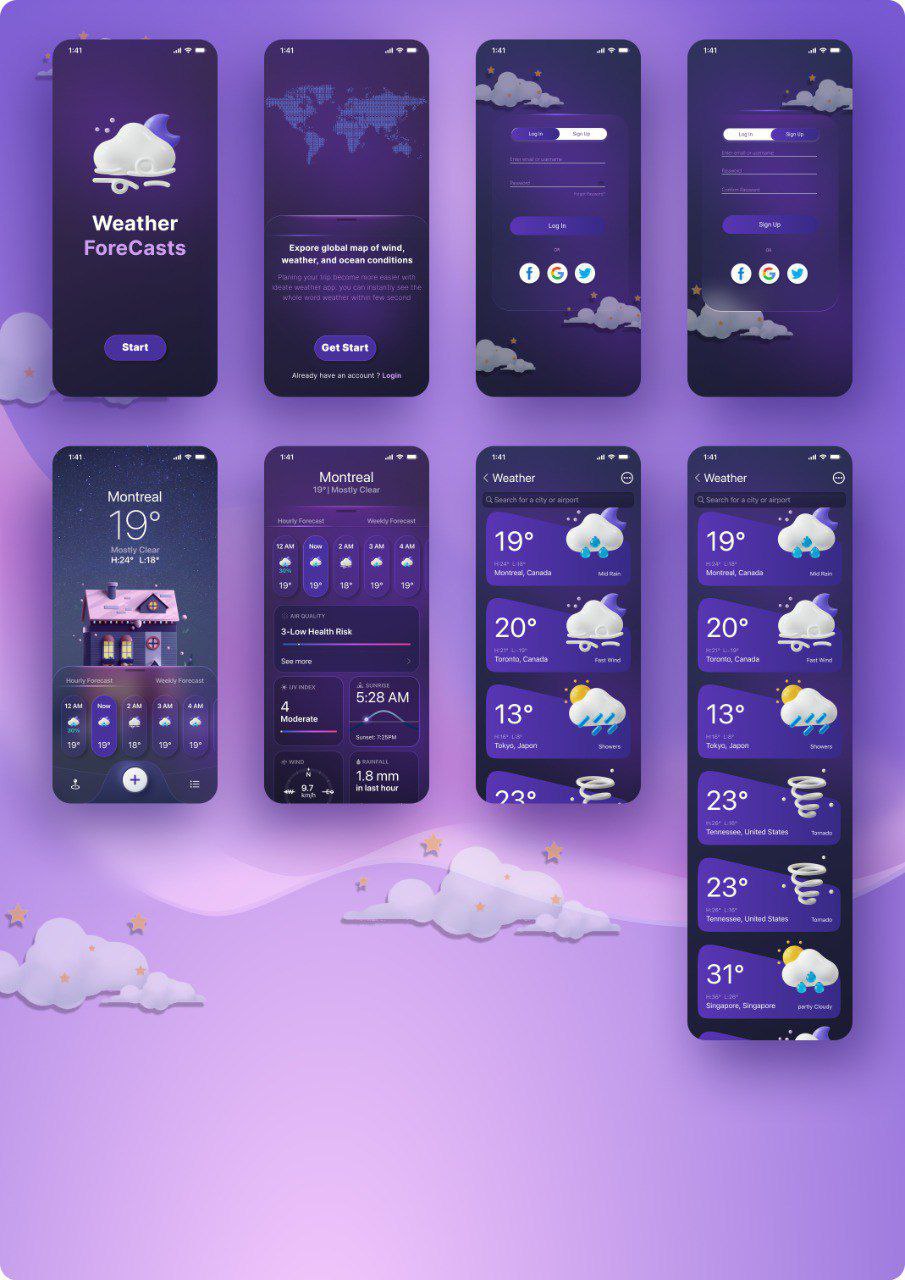 1:41
Weather
ForeCasts
Start
1:41
Expore global map of wind,
weather, and ocean conditions
Planing your trip become more easier with
ideate weather app. you can instantly see the
whole word weather within few second
Get Start
Already have an account ? Login
1:41
Log In
Sign Up
Enter email or username
Password
Forget Password?
Log In
OR
1:41
Log In
Sign Up
Enter email or username
Password
Confirm Password
Sign Up
OR
1:41
Montreal
19°
Mostly Clear
H:24° L:18°
Hourly Forecast
Weekly Forecast
12 AM Now 2 AM 3 AM 4 AM
30%
19° 19° 18° 19° 19°
1:41
Montreal
19° | Mostly Clear
Hourly Forecast
Weekly Forecast
12 AM Now 2 AM 3 AM 4 AM
30%
19° 19° 18° 19° 19°
AIR QUALITY
3-Low Health Risk
See more
UV INDEX
4
Moderate
SUNRISE
5:28 AM
Sunset: 7:25PM
WIND
N
9.7
km/h
RAINFALL
1.8 mm
in last hour
1:41
Weather
Search for a city or airport
19°
H:24° L:18°
Montreal, Canada
Mid Rain
20°
H:21° L:-19°
Toronto, Canada
Fast Wind
13°
H:16° L:8°
Tokyo, Japon
Showers
23°
1:41
Weather
Search for a city or airport
19°
H:24° L:18°
Montreal, Canada
Mid Rain
20°
H:21° L:-19°
Toronto, Canada
Fast Wind
13°
H:16° L:8°
Tokyo, Japon
Showers
23°
H:26° L:16°
Tennessee, United States
Tornado
23°
H:26° L:16°
Tennessee, United States
Tornado
31°
H:36° L:26°
Singapore, Singapore
partly Cloudy